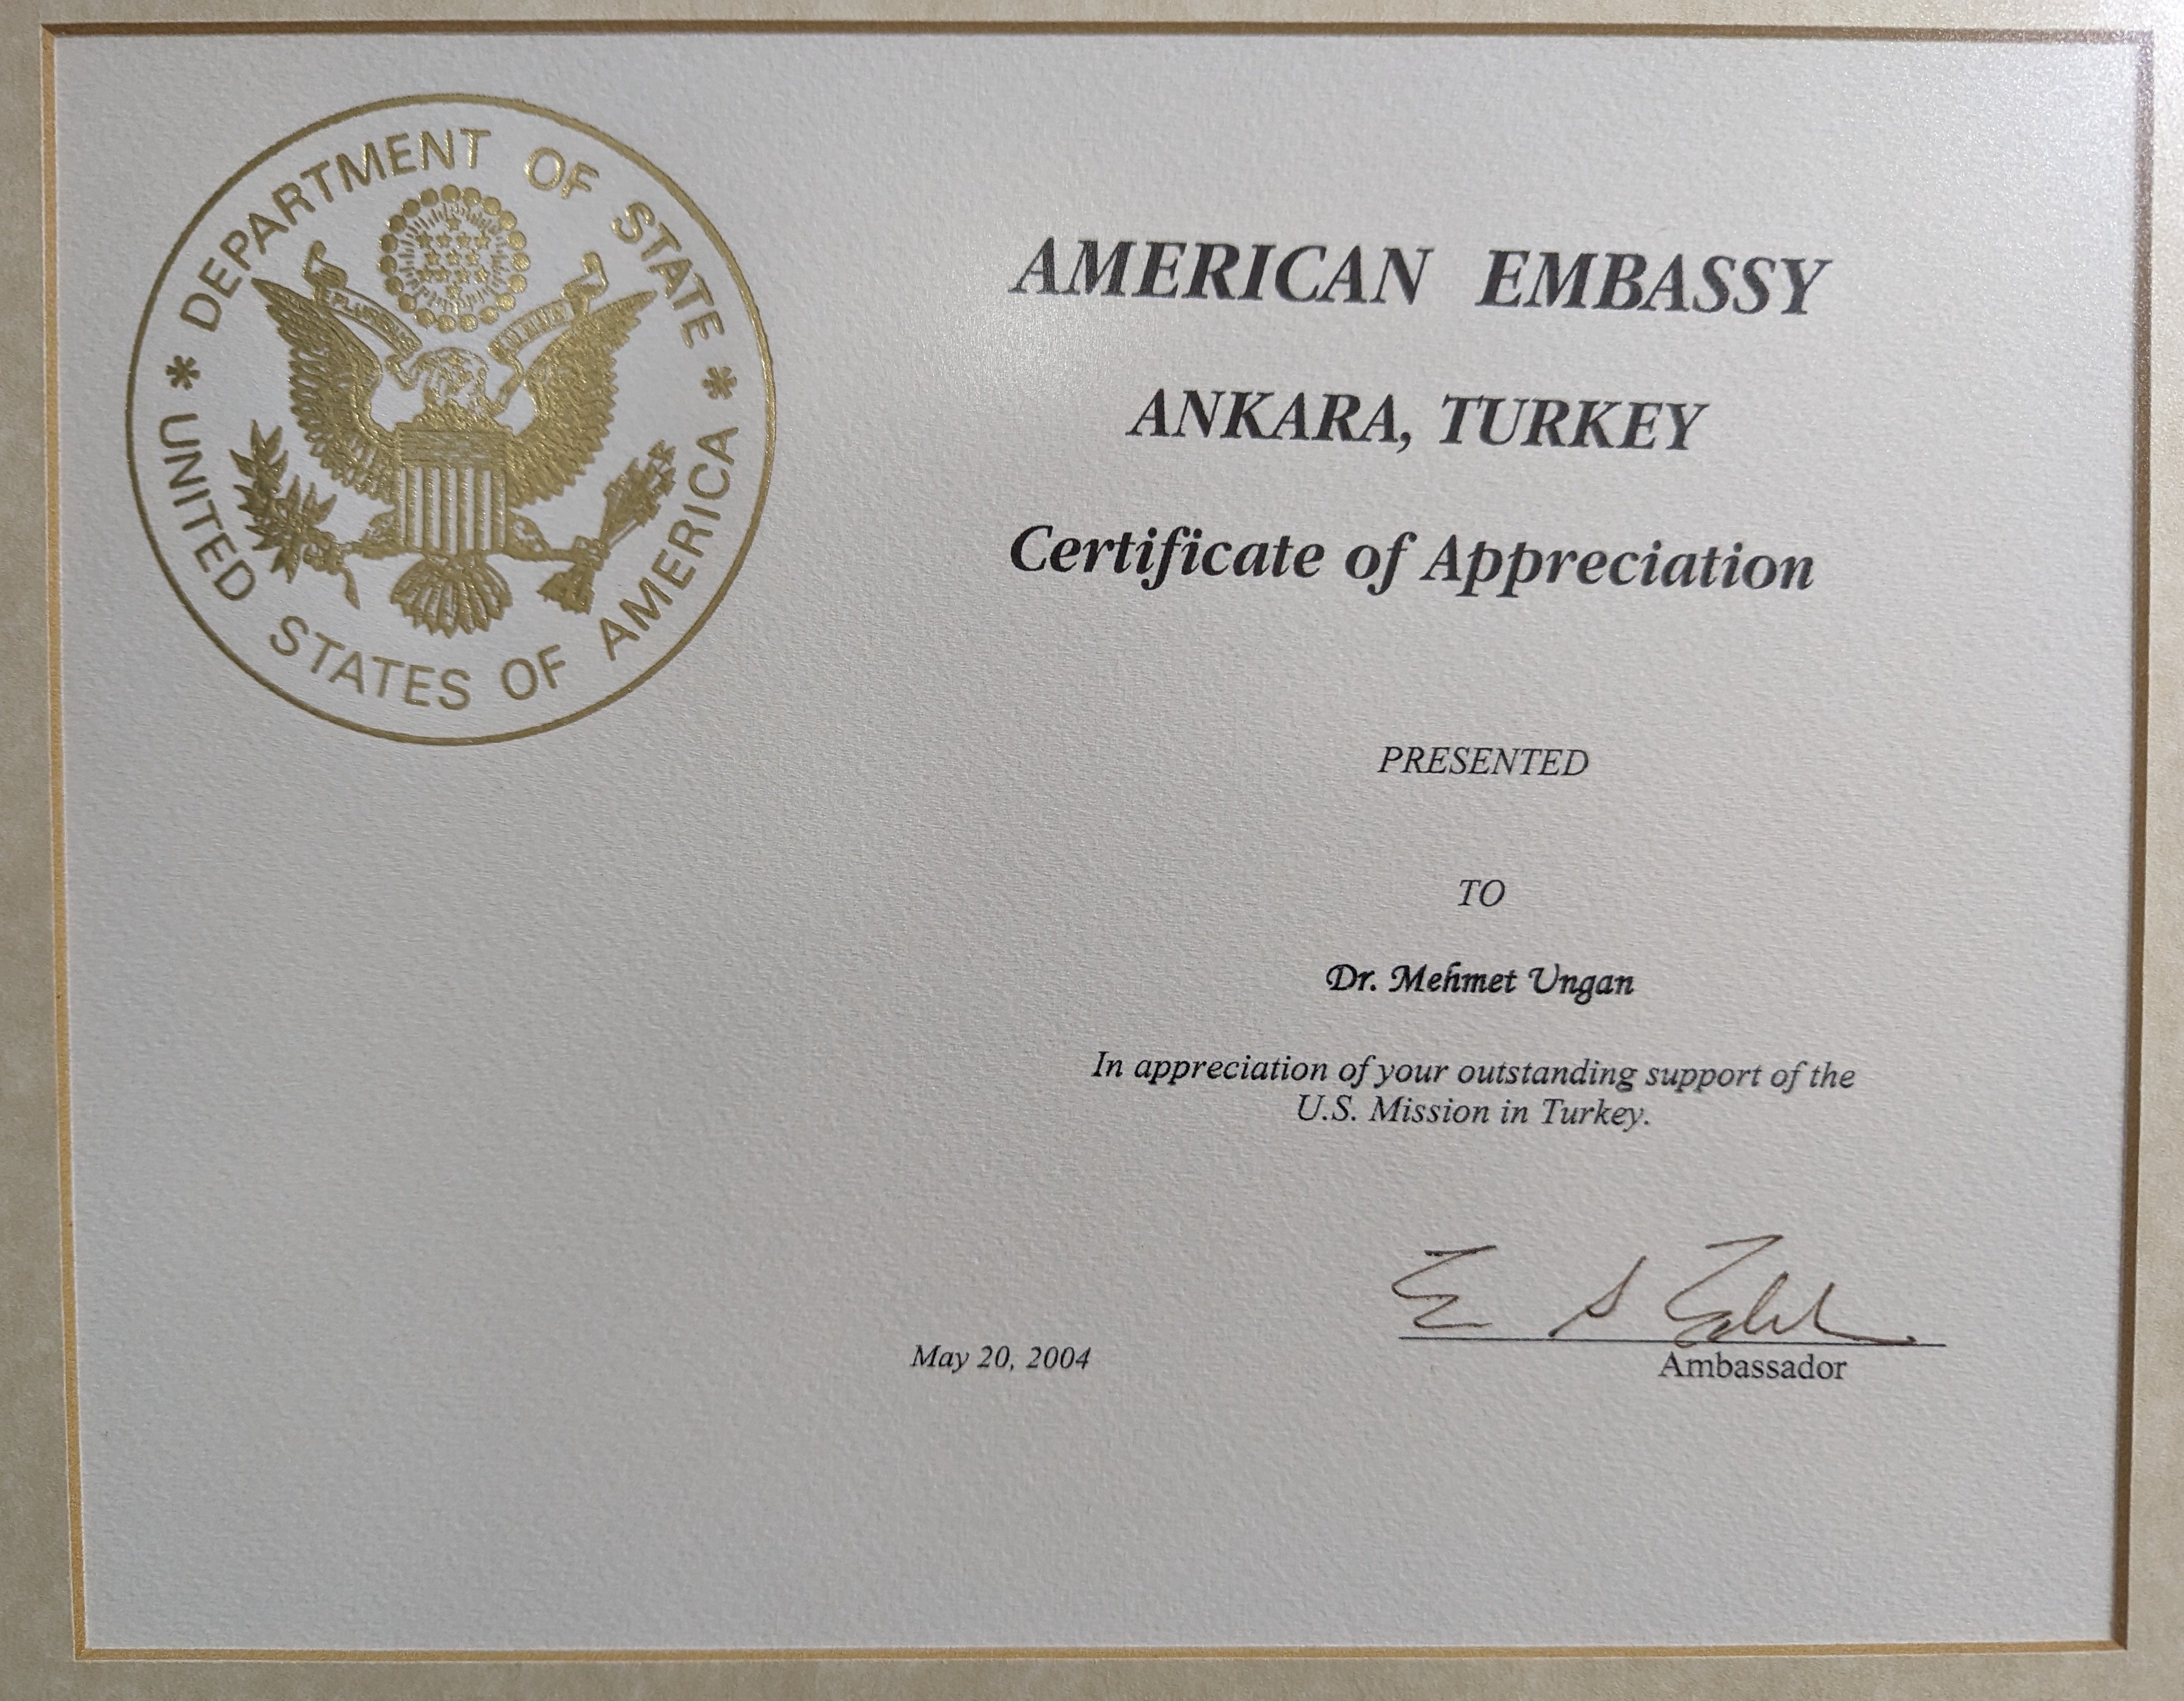 DEPARTMENT OF STATE
* UNITED STATES OF AMERICA *
AMERICAN EMBASSY
ANKARA, TURKEY
Certificate of Appreciation
PRESENTED
TO
Dr. Mehmet Ungan
In appreciation of your outstanding support of the
U.S. Mission in Turkey.
May 20, 2004
Ambassador